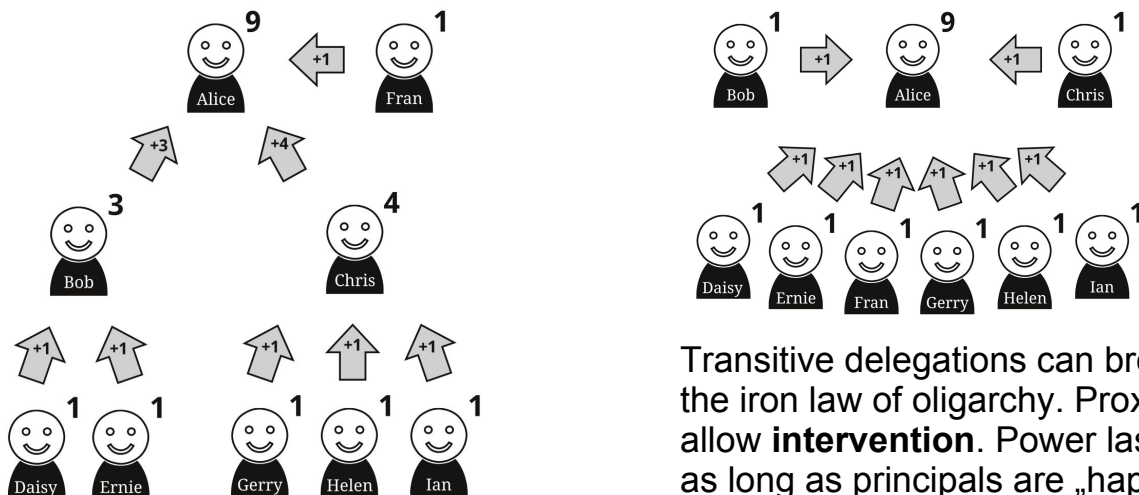 9
1
+1
Alice
Fran
+3
+4
3
4
Bob
Chris
+1
+1
+1
+1
+1
1
1
1
1
1
Daisy
Ernie
Gerry
Helen
Ian
1
9
1
+1
+1
Bob
Alice
Chris
+1
+1
+1
+1
+1
+1
1
1
1
1
1
1
Daisy
Ernie
Fran
Gerry
Helen
Ian
Transitive delegations can bre
the iron law of oligarchy. Prox
allow intervention. Power las
as long as principals are „hap